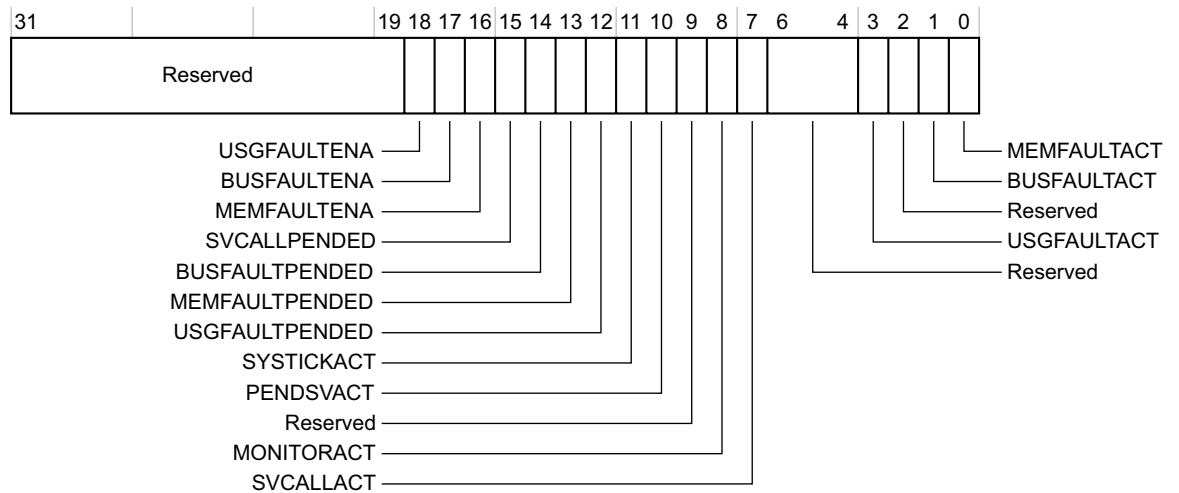 31 19 18 17 16 15 14 13 12 11 10 9 8 7 6 4 3 2 1 0
Reserved
USGFAULTENA
MEMFAULTACT
BUSFAULTENA
BUSFAULTACT
MEMFAULTENA
Reserved
SVCALLPENDED
USGFAULTACT
BUSFAULTPENDED
Reserved
MEMFAULTPENDED
USGFAULTPENDED
SYSTICKACT
PENDSVACT
Reserved
MONITORACT
SVCALLACT